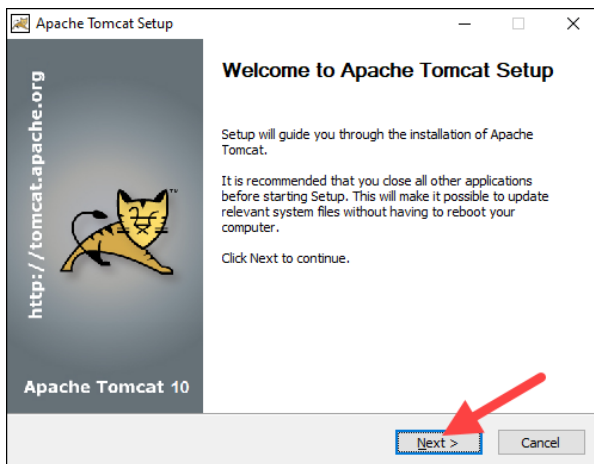 Apache Tomcat Setup
http://tomcat.apache.org
TM
Apache Tomcat 10
Welcome to Apache Tomcat Setup
Setup will guide you through the installation of Apache
Tomcat.
It is recommended that you close all other applications
before starting Setup. This will make it possible to update
relevant system files without having to reboot your
computer.
Click Next to continue.
Next >
Cancel